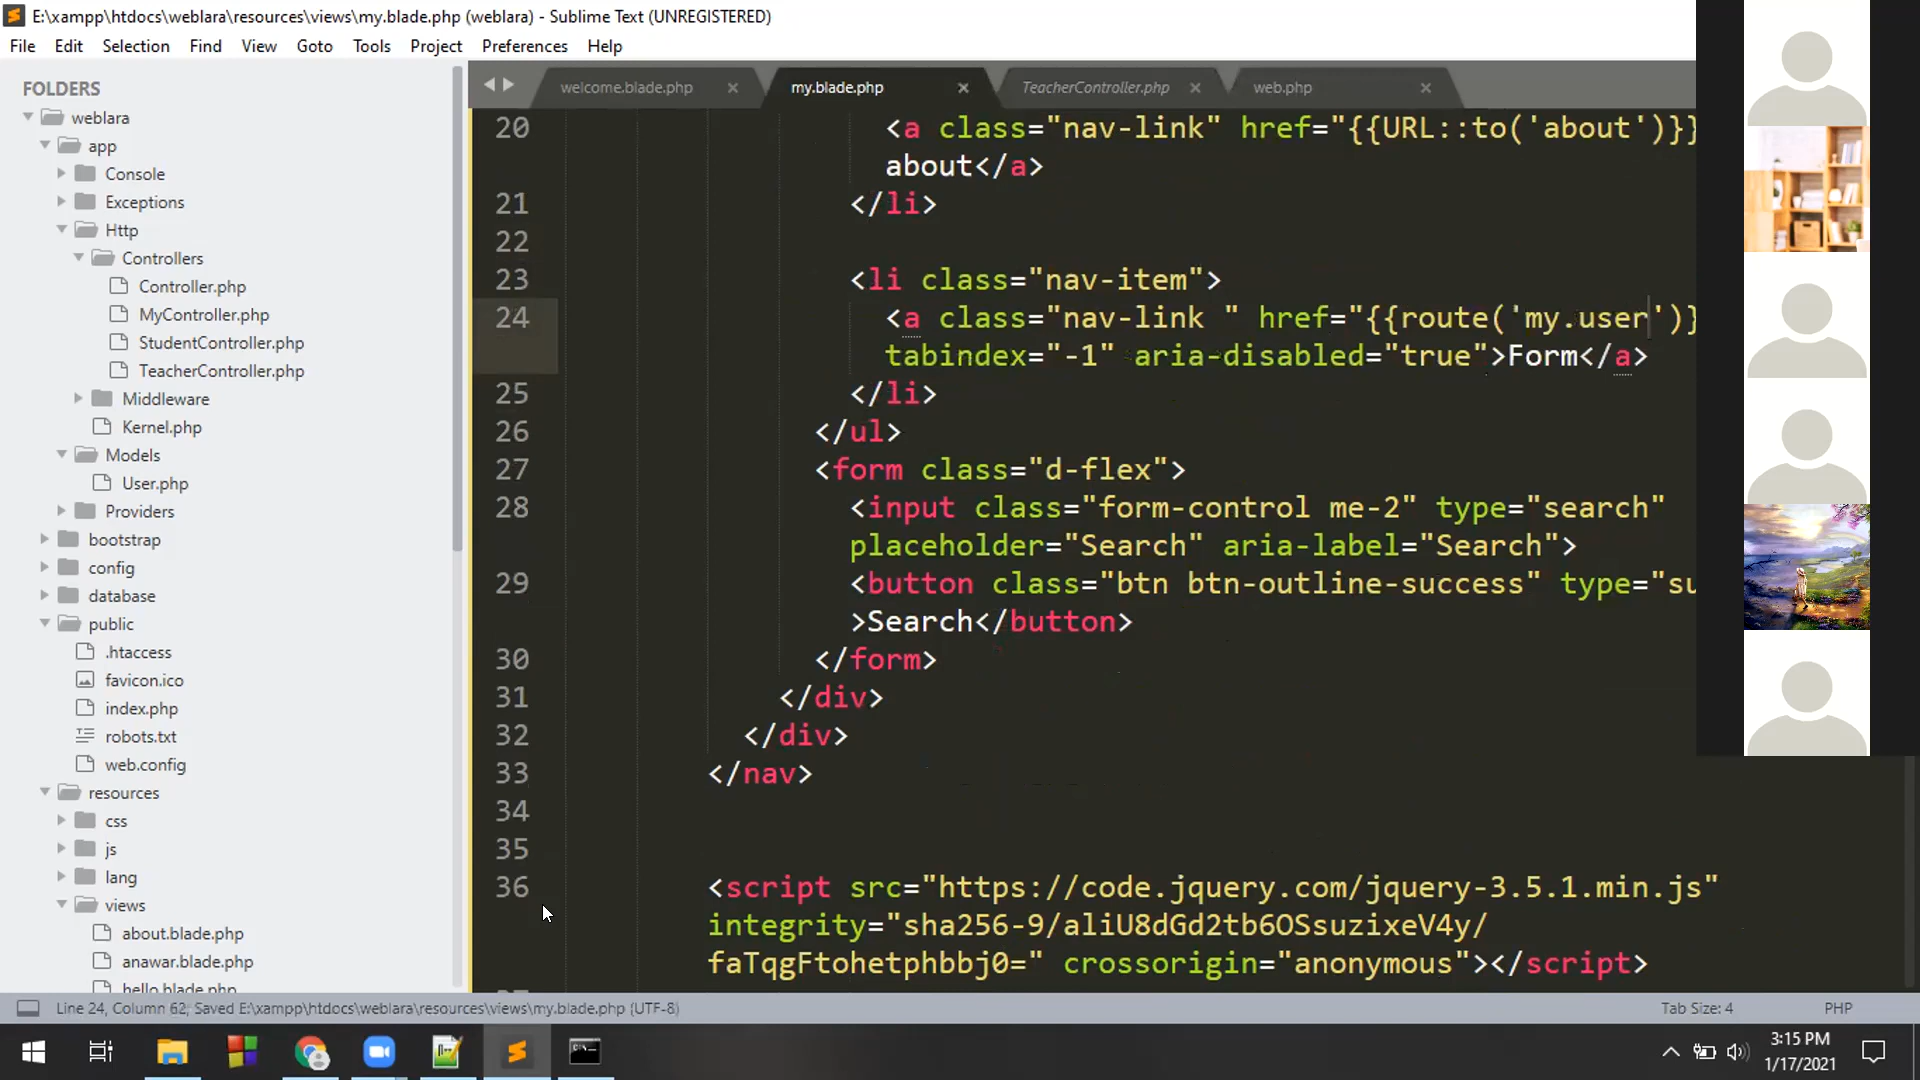 E:\xampp\htdocs\weblara\resources\views\my.blade.php (weblara) - Sublime Text (UNREGISTERED)
File Edit Selection Find View Goto Tools Project Preferences Help
FOLDERS
weblara
app
Console
Exceptions
Http
Controllers
Controller.php
MyController.php
StudentController.php
TeacherController.php
Middleware
Kernel.php
Models
User.php
Providers
bootstrap
config
database
public
.htaccess
favicon.ico
index.php
robots.txt
web.config
resources
css
js
lang
views
about.blade.php
anawar.blade.php
hello.blade.php
welcome.blade.php my.blade.php TeacherController.php web.php
20 <a class="nav-link" href="{{URL::to('about')}}
about</a>
21 </li>
22
23 <li class="nav-item">
24 <a class="nav-link " href="{{route('my.user')}
tabindex="-1" aria-disabled="true">Form</a>
25 </li>
26 </ul>
27 <form class="d-flex">
28 <input class="form-control me-2" type="search"
placeholder="Search" aria-label="Search">
29 <button class="btn btn-outline-success" type="su
>Search</button>
30 </form>
31 </div>
32 </div>
33 </nav>
34
35
36 <script src="https://code.jquery.com/jquery-3.5.1.min.js"
integrity="sha256-9/aliU8dGd2tb6OSsuzixeV4y/
faTqgFtohetphbbj0=" crossorigin="anonymous"></script>
Line 24, Column 62, Saved E:\xampp\htdocs\weblara\resources\views\my.blade.php (UTF-8) Tab Size: 4 PHP
3:15 PM
1/17/2021